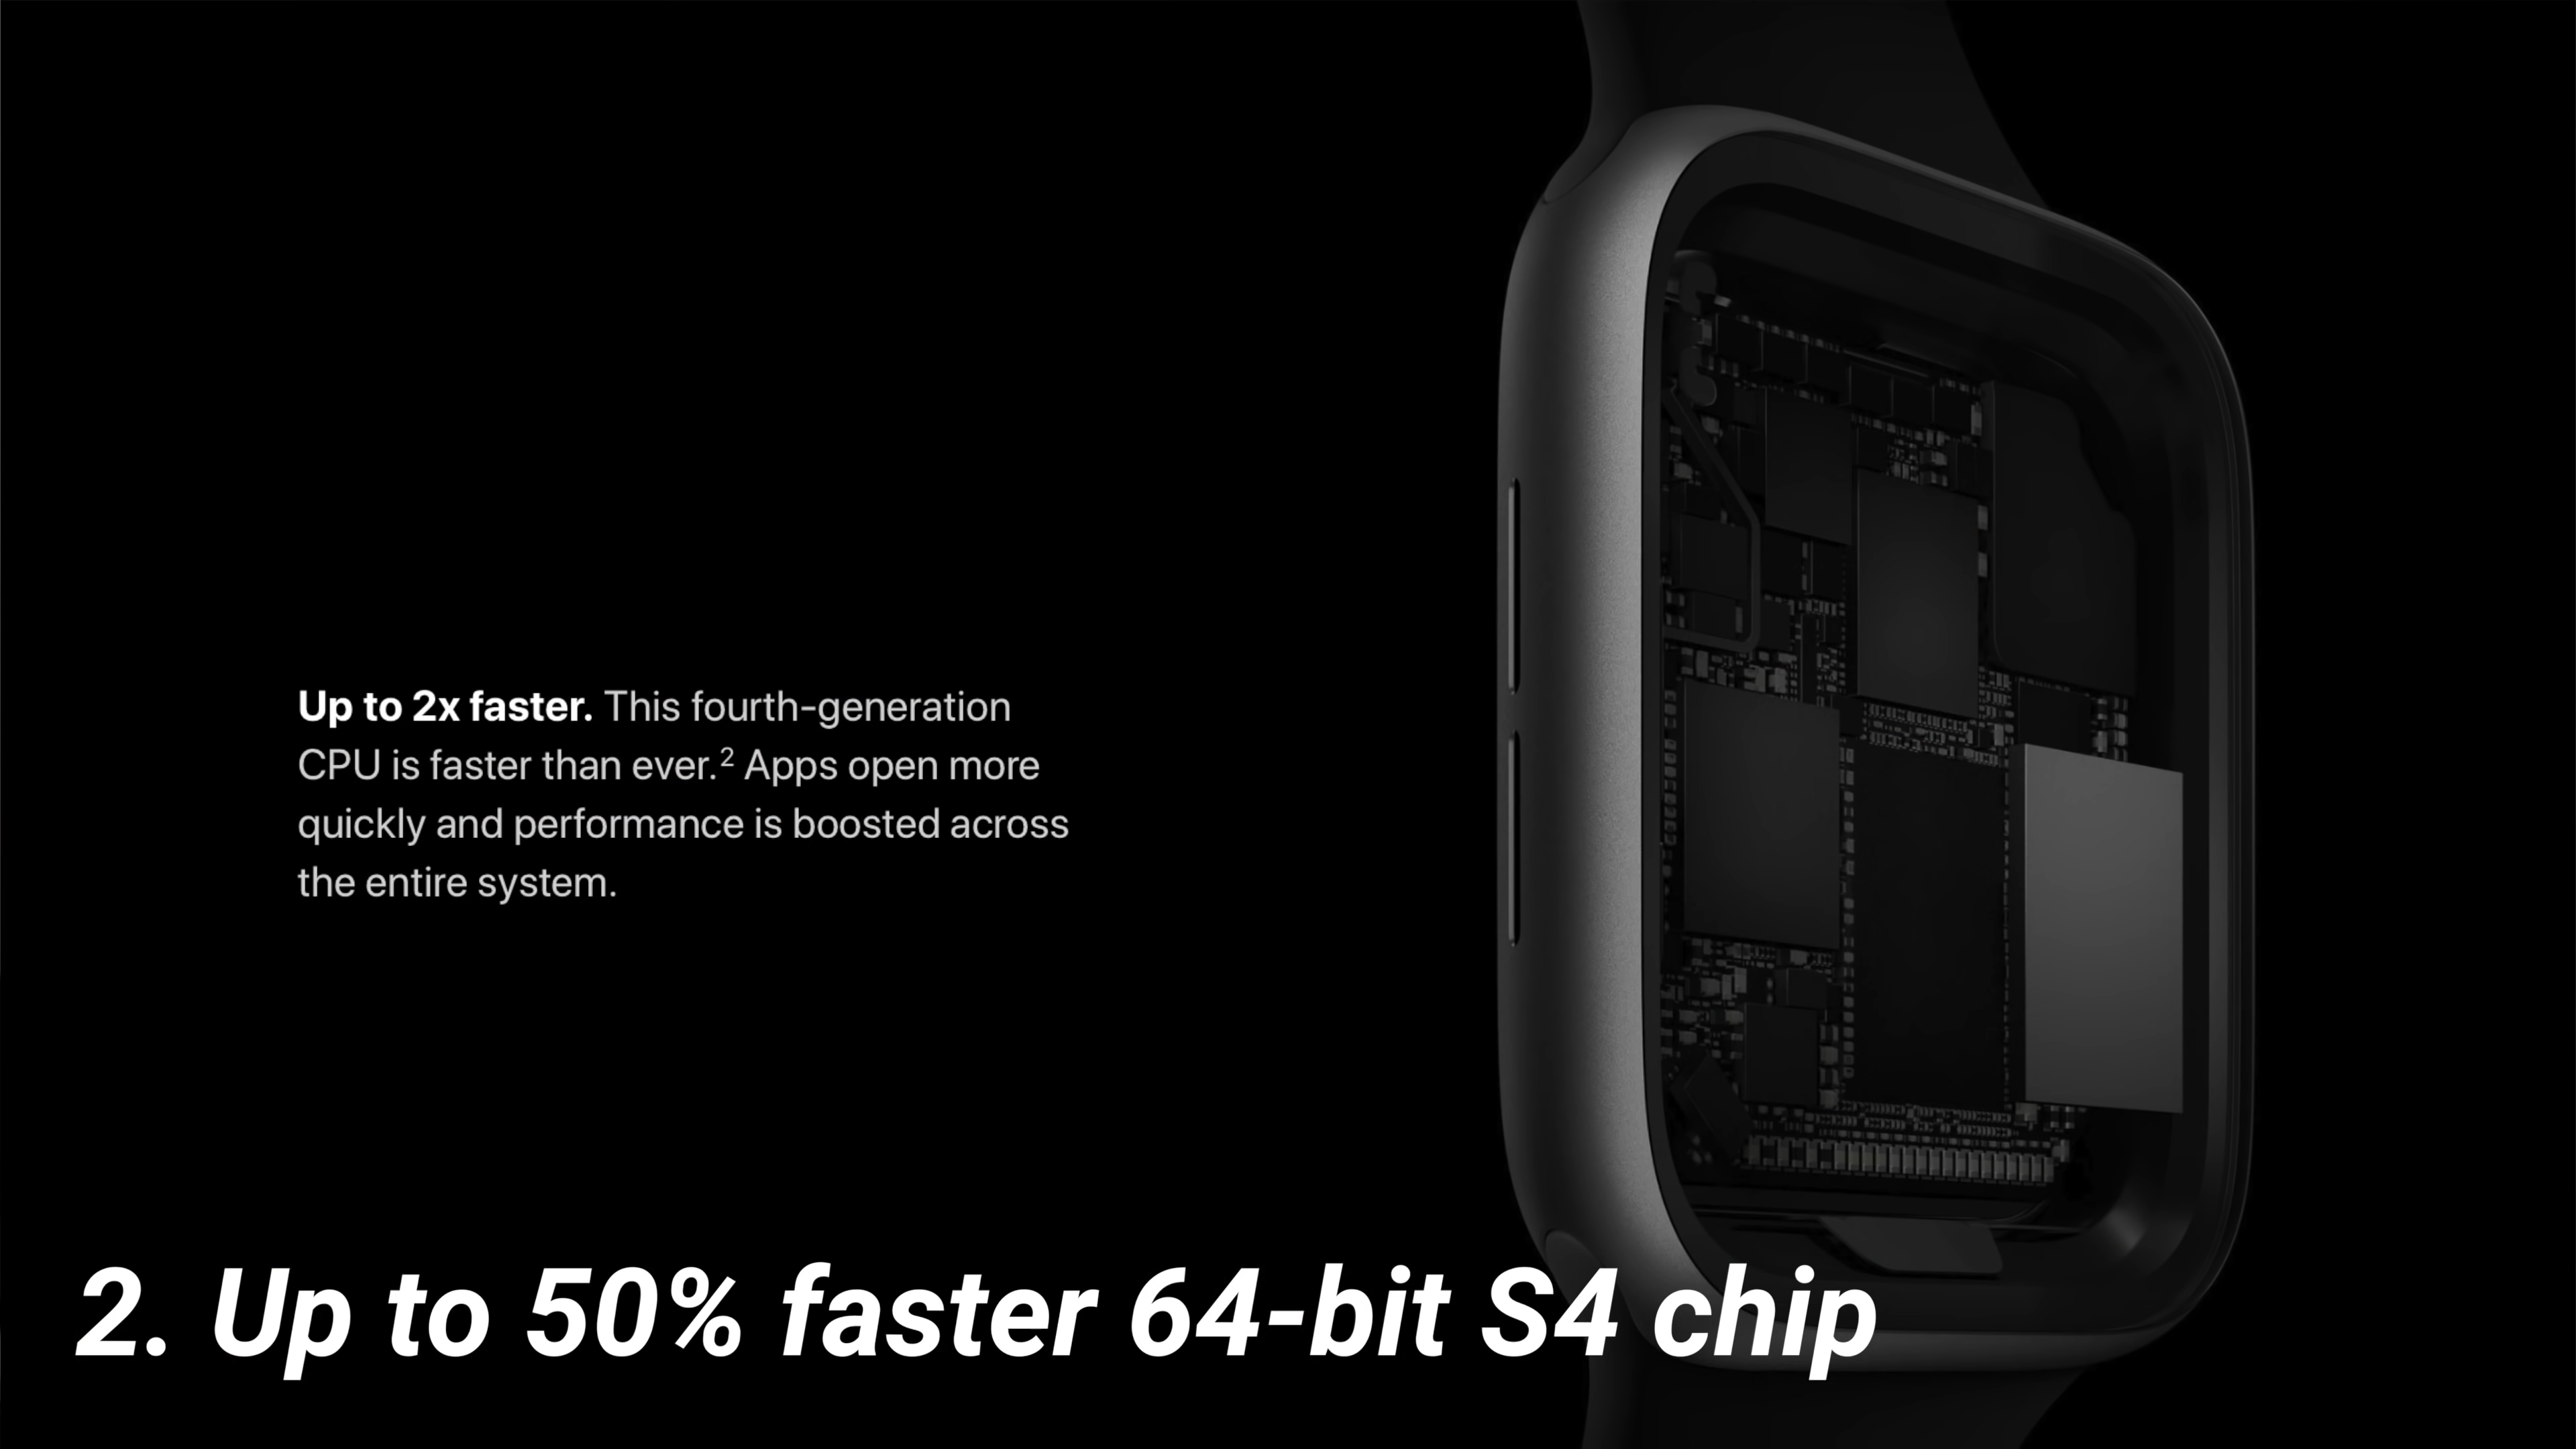 Up to 2x faster. This fourth-generation
CPU is faster than ever.² Apps open more
quickly and performance is boosted across
the entire system.
2. Up to 50% faster 64-bit S4 chip